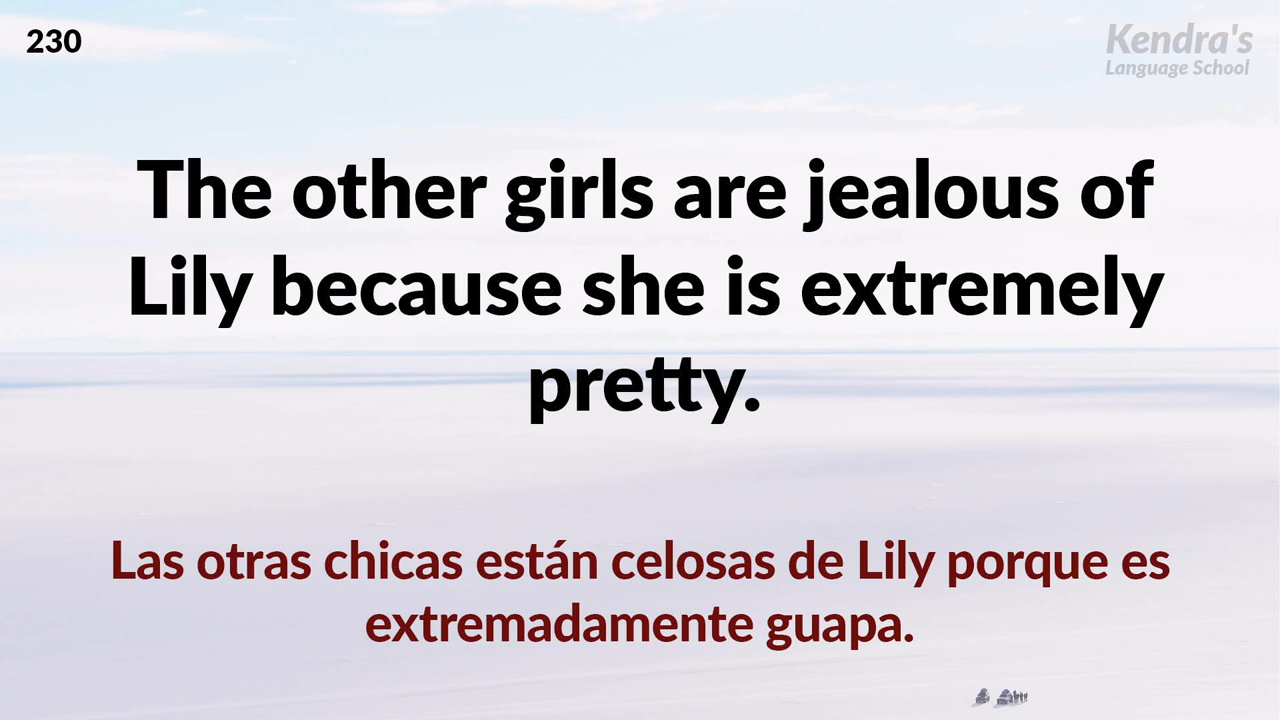 230
Kendra's
Language School
The other girls are jealous of
Lily because she is extremely
pretty.
Las otras chicas están celosas de Lily porque es
extremadamente guapa.